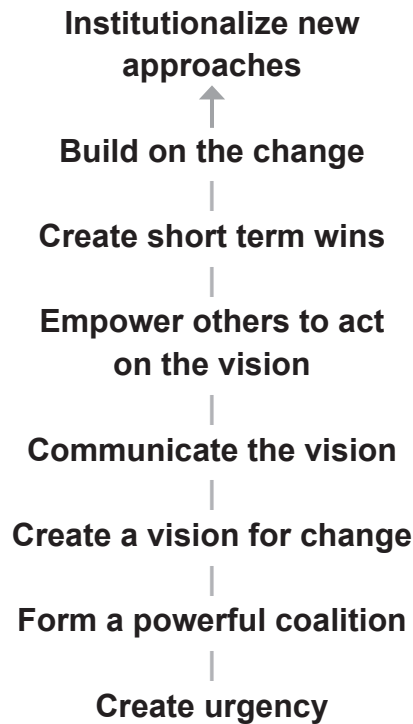 Institutionalize new
approaches
Build on the change
Create short term wins
Empower others to act
on the vision
Communicate the vision
Create a vision for change
Form a powerful coalition
Create urgency